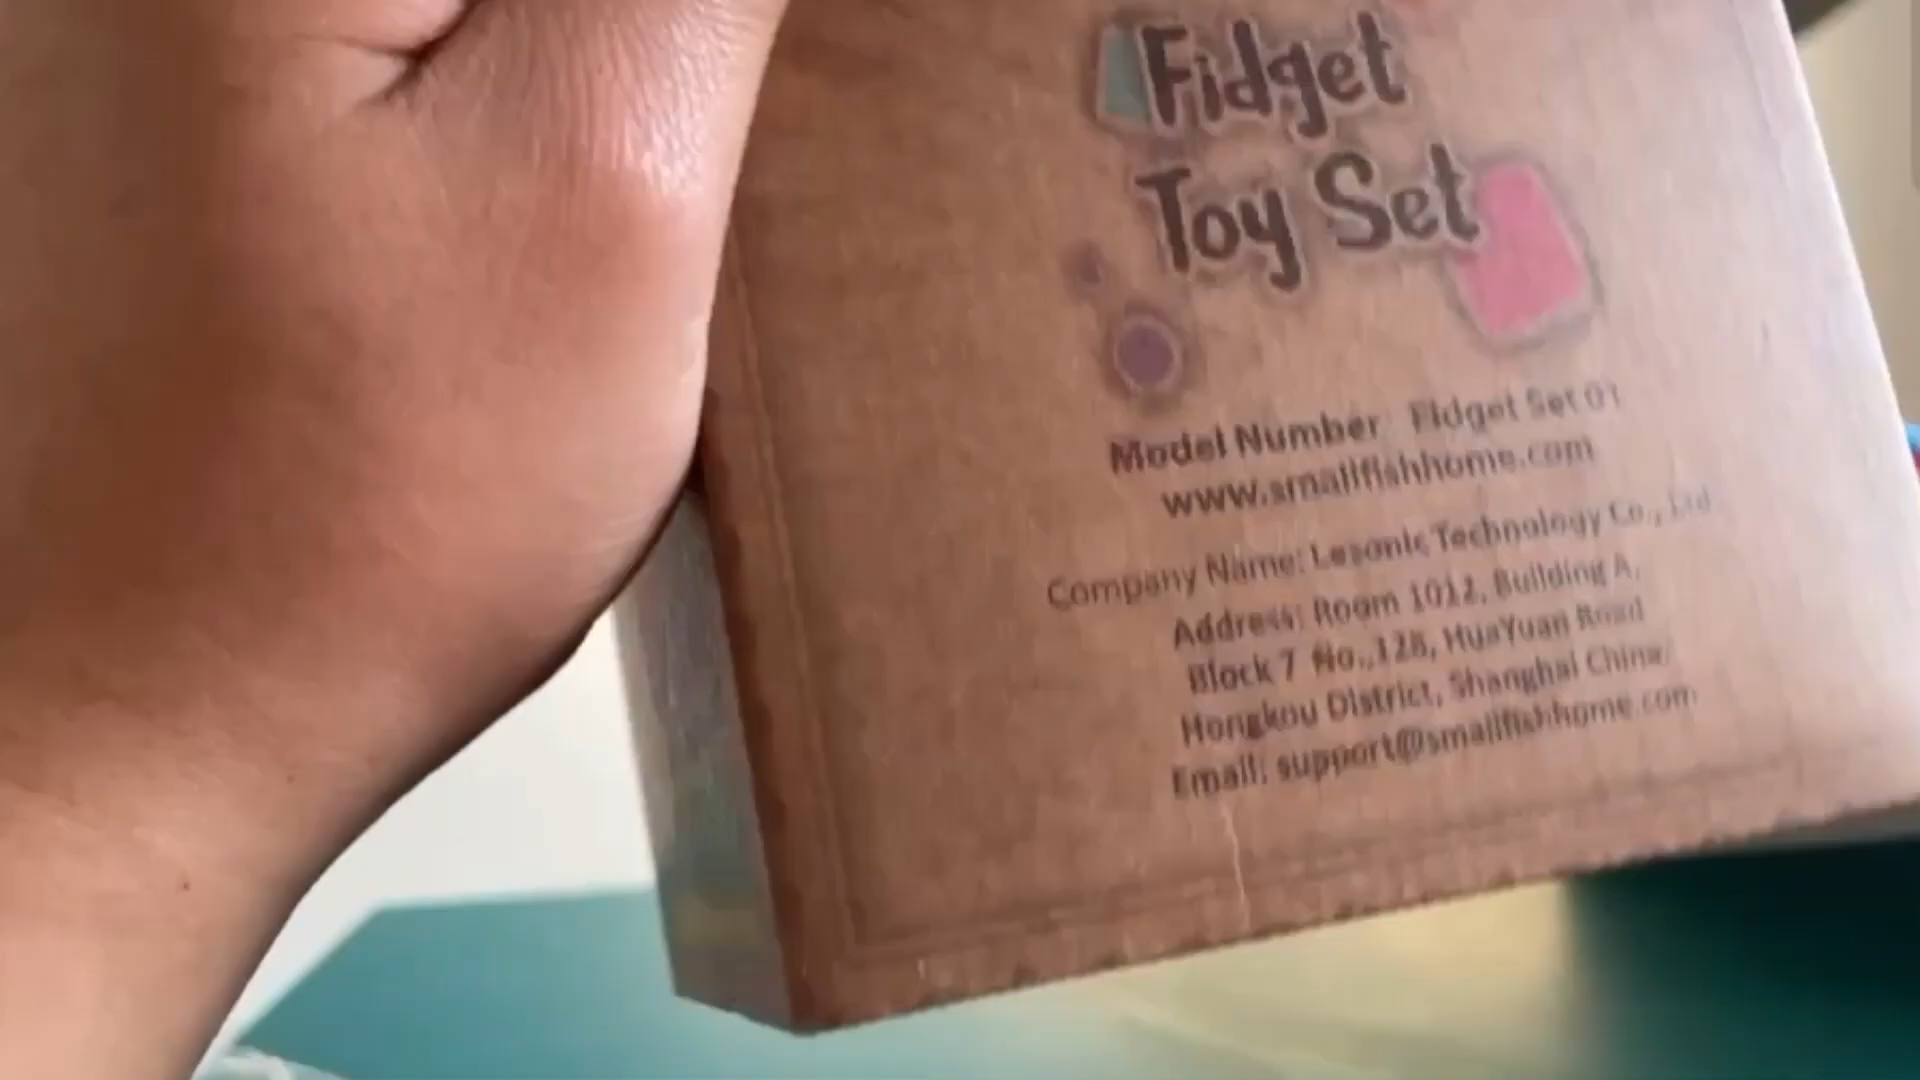 Fidget
Toy Set
Model Number Fidget Set 01
www.smallfishhome.com
Company Name: Lesonic Technology Co., Ltd
Address: Room 1012, Building A,
Block 7 No.,128, HuaYuan Road
Hongkou District, Shanghai China
Email: support@smallfishhome.com